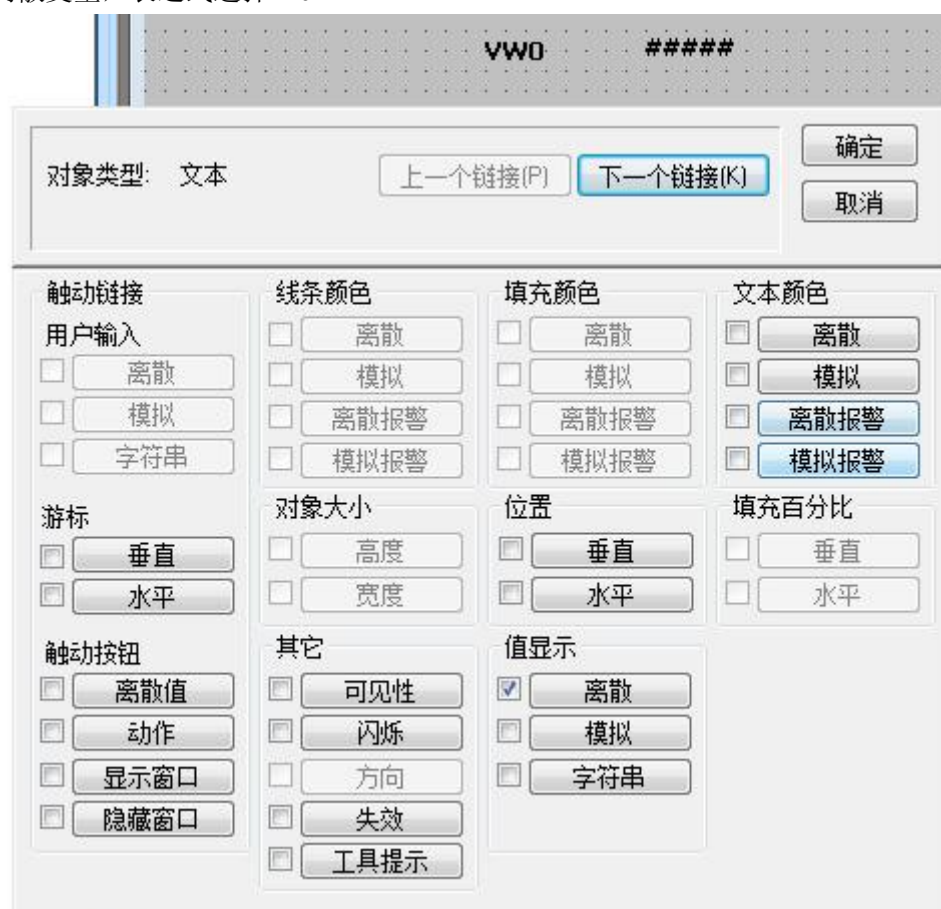 VW0 #####
对象类型: 文本 上一个链接(P) 下一个链接(K) 确定
取消
触动链接 线条颜色 填充颜色 文本颜色
用户输入 离散 离散 离散
离散 模拟 模拟 模拟
模拟 离散报警 离散报警 离散报警
字符串 模拟报警 模拟报警 模拟报警
游标 对象大小 位置 填充百分比
垂直 高度 垂直 垂直
水平 宽度 水平 水平
触动按钮 其它 值显示
离散值 可见性 离散
动作 闪烁 模拟
显示窗口 方向 字符串
隐藏窗口 失效
工具提示